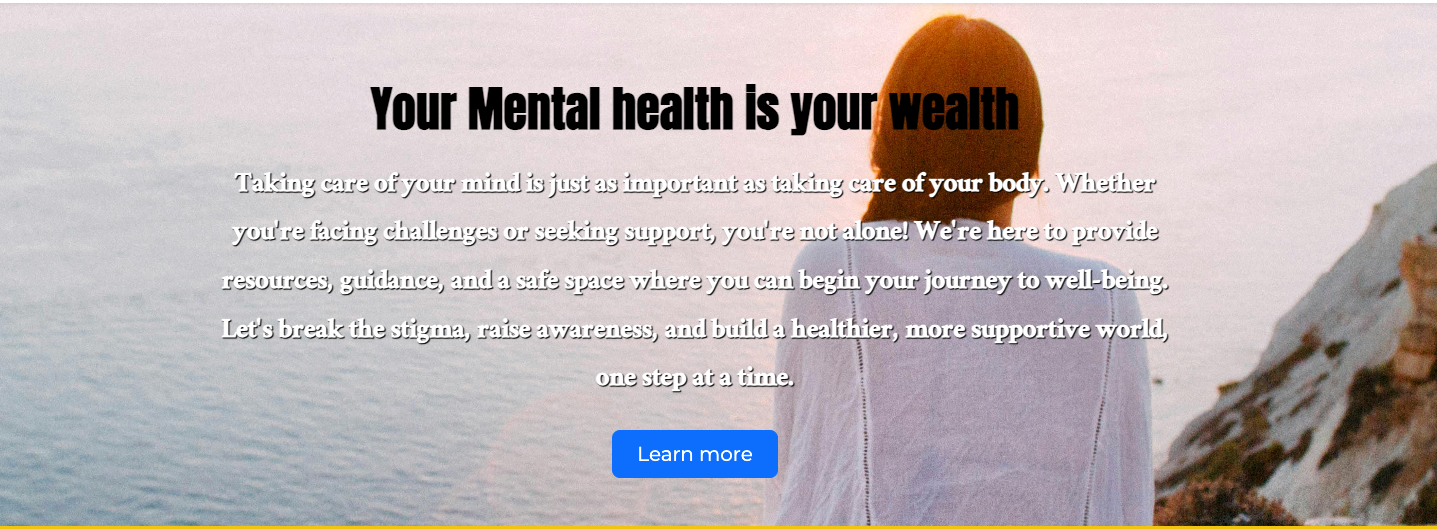 Your Mental health is your wealth
Taking care of your mind is just as important as taking care of your body. Whether
you're facing challenges or seeking support, you're not alone! We're here to provide
resources, guidance, and a safe space where you can begin your journey to well-being.
Let's break the stigma, raise awareness, and build a healthier, more supportive world,
one step at a time.
Learn more